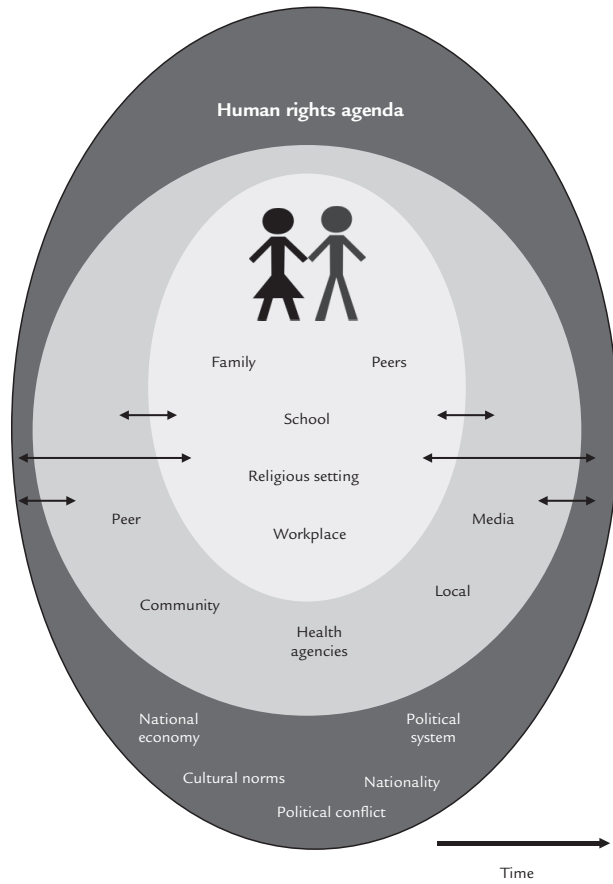 Human rights agenda
Family
Peers
School
Religious setting
Workplace
Peer
Media
Community
Local
Health
agencies
National
economy
Political
system
Cultural norms
Nationality
Political conflict
Time